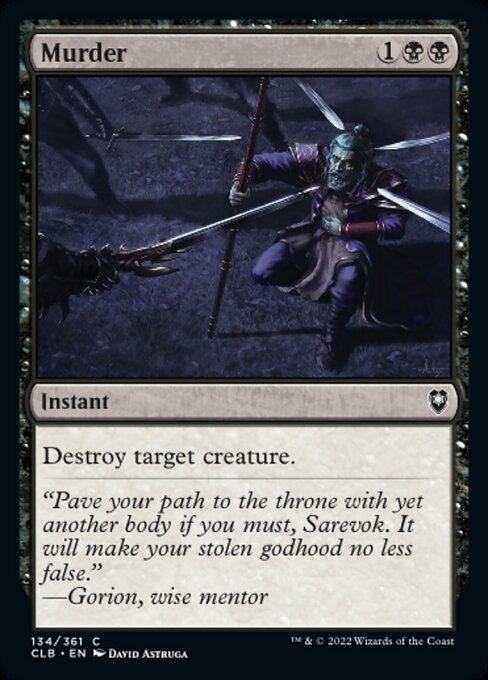 Murder 1
Instant
Destroy target creature.
“Pave your path to the throne with yet
another body if you must, Sarevok. It
will make your stolen godhood no less
false.”
—Gorion, wise mentor
134/361 C
™ & © 2022 Wizards of the Coast
CLB • EN DAVID ASTRUGA